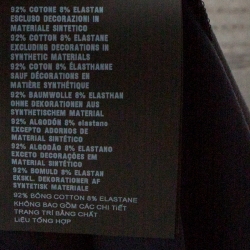 92% COTONE 8% ELASTAN
ESCLUSO DECORAZIONI IN
MATERIALE SINTETICO
92% COTTON 8% ELASTANE
EXCLUDING DECORATIONS IN
SYNTHETIC MATERIALS
92% COTON 8% ÉLASTHANNE
SAUF DÉCORATIONS EN
MATIÈRE SYNTHÉTIQUE
92% BAUMWOLLE 8% ELASTHAN
OHNE DEKORATIONEN AUS
SYNTHETISCHEM MATERIAL
92% ALGODÓN 8% elastano
EXCEPTO ADORNOS DE
MATERIAL SINTÉTICO
92% ALGODÃO 8% ELASTANO
EXCETO DECORAÇÕES EM
MATERIAL SINTÉTICO
92% BOMULD 8% ELASTAN
EKSKL. DEKORATIONER AF
SYNTETISK MATERIALE
92% BÔNG COTTON 8% ELASTANE
KHÔNG BAO GỒM CÁC CHI TIẾT
TRANG TRÍ BẰNG CHẤT
LIỆU TỔNG HỢP